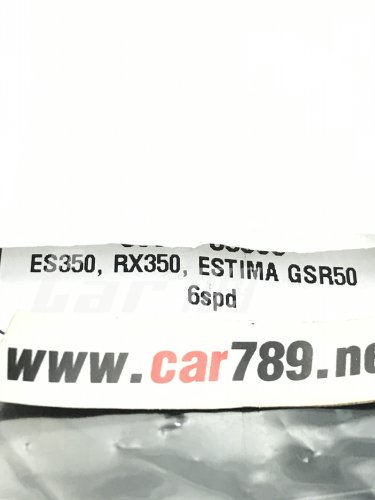 ES350, RX350, ESTIMA GSR50
6spd
www.car789.ne